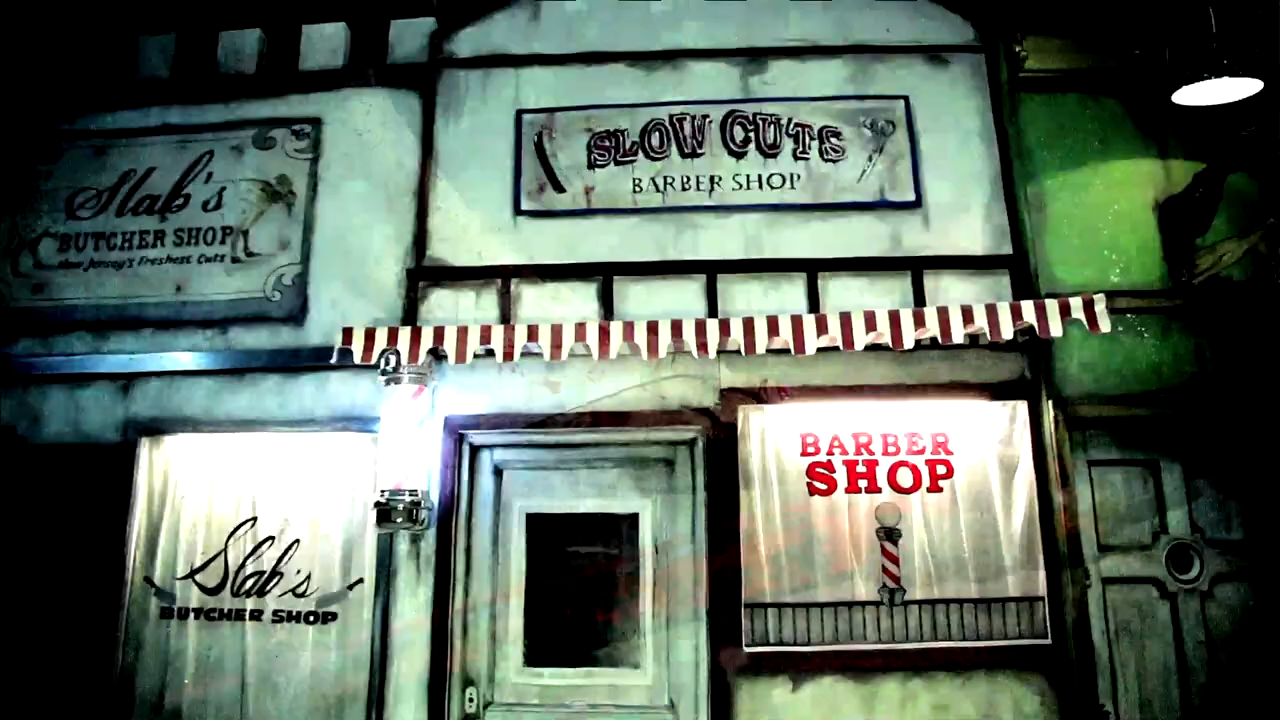 SLOW CUTS
BARBER SHOP
Slab's
BUTCHER SHOP
New Jersey's Freshest Cuts
BARBER
SHOP
Slab's
BUTCHER SHOP